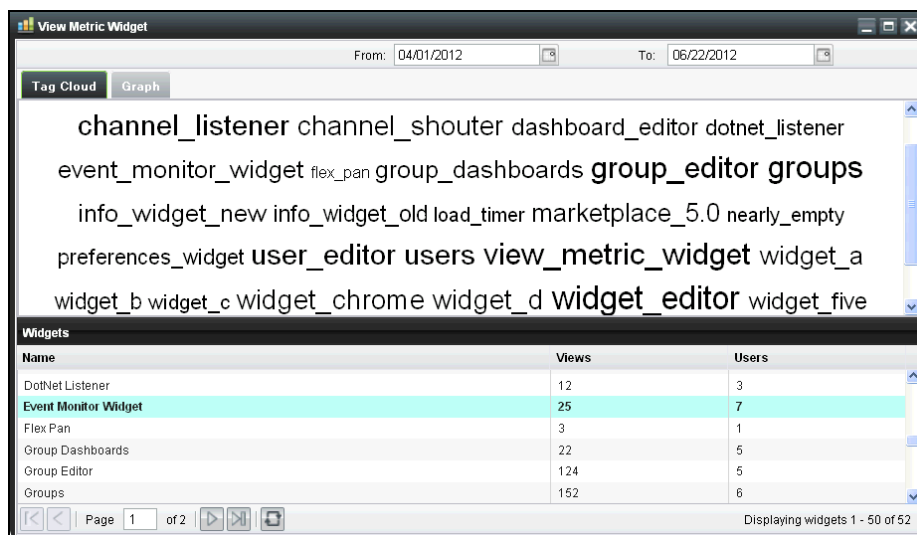 View Metric Widget
From: 04/01/2012 To: 06/22/2012
Tag Cloud Graph
channel_listener channel_shouter dashboard_editor dotnet_listener
event_monitor_widget flex_pan group_dashboards group_editor groups
info_widget_new info_widget_old load_timer marketplace_5.0 nearly_empty
preferences_widget user_editor users view_metric_widget widget_a
widget_b widget_c widget_chrome widget_d widget_editor widget_five
Widgets
Name Views Users
DotNet Listener 12 3
Event Monitor Widget 25 7
Flex Pan 3 1
Group Dashboards 22 5
Group Editor 124 5
Groups 152 6
Page 1 of 2 Displaying widgets 1 - 50 of 52